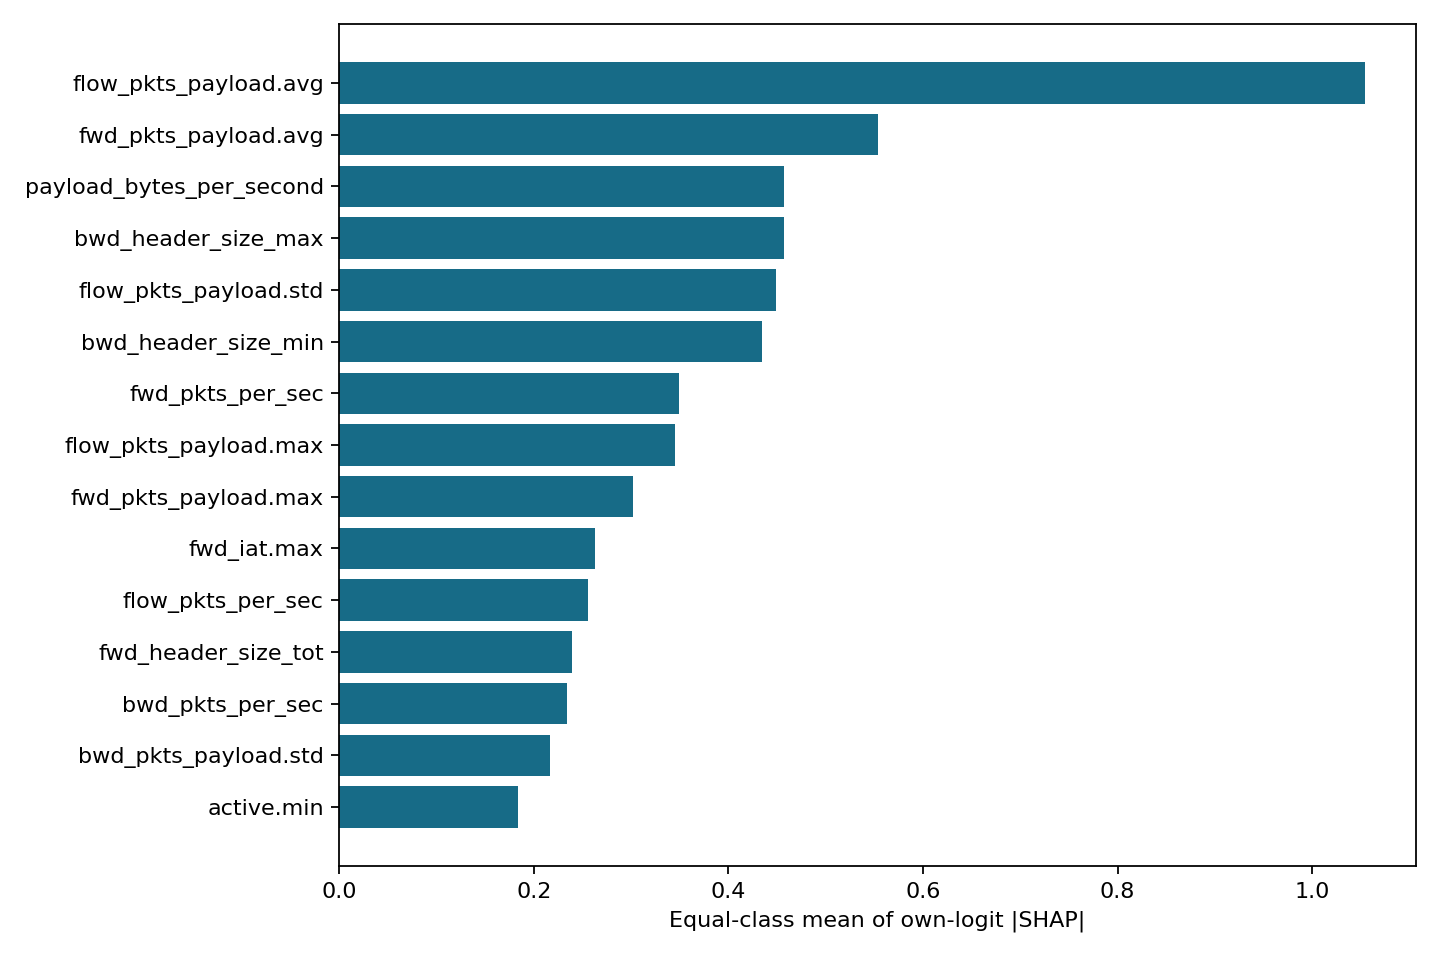 flow_pkts_payload.avg
fwd_pkts_payload.avg
payload_bytes_per_second
bwd_header_size_max
flow_pkts_payload.std
bwd_header_size_min
fwd_pkts_per_sec
flow_pkts_payload.max
fwd_pkts_payload.max
fwd_iat.max
flow_pkts_per_sec
fwd_header_size_tot
bwd_pkts_per_sec
bwd_pkts_payload.std
active.min
0.0 0.2 0.4 0.6 0.8 1.0
Equal-class mean of own-logit |SHAP|